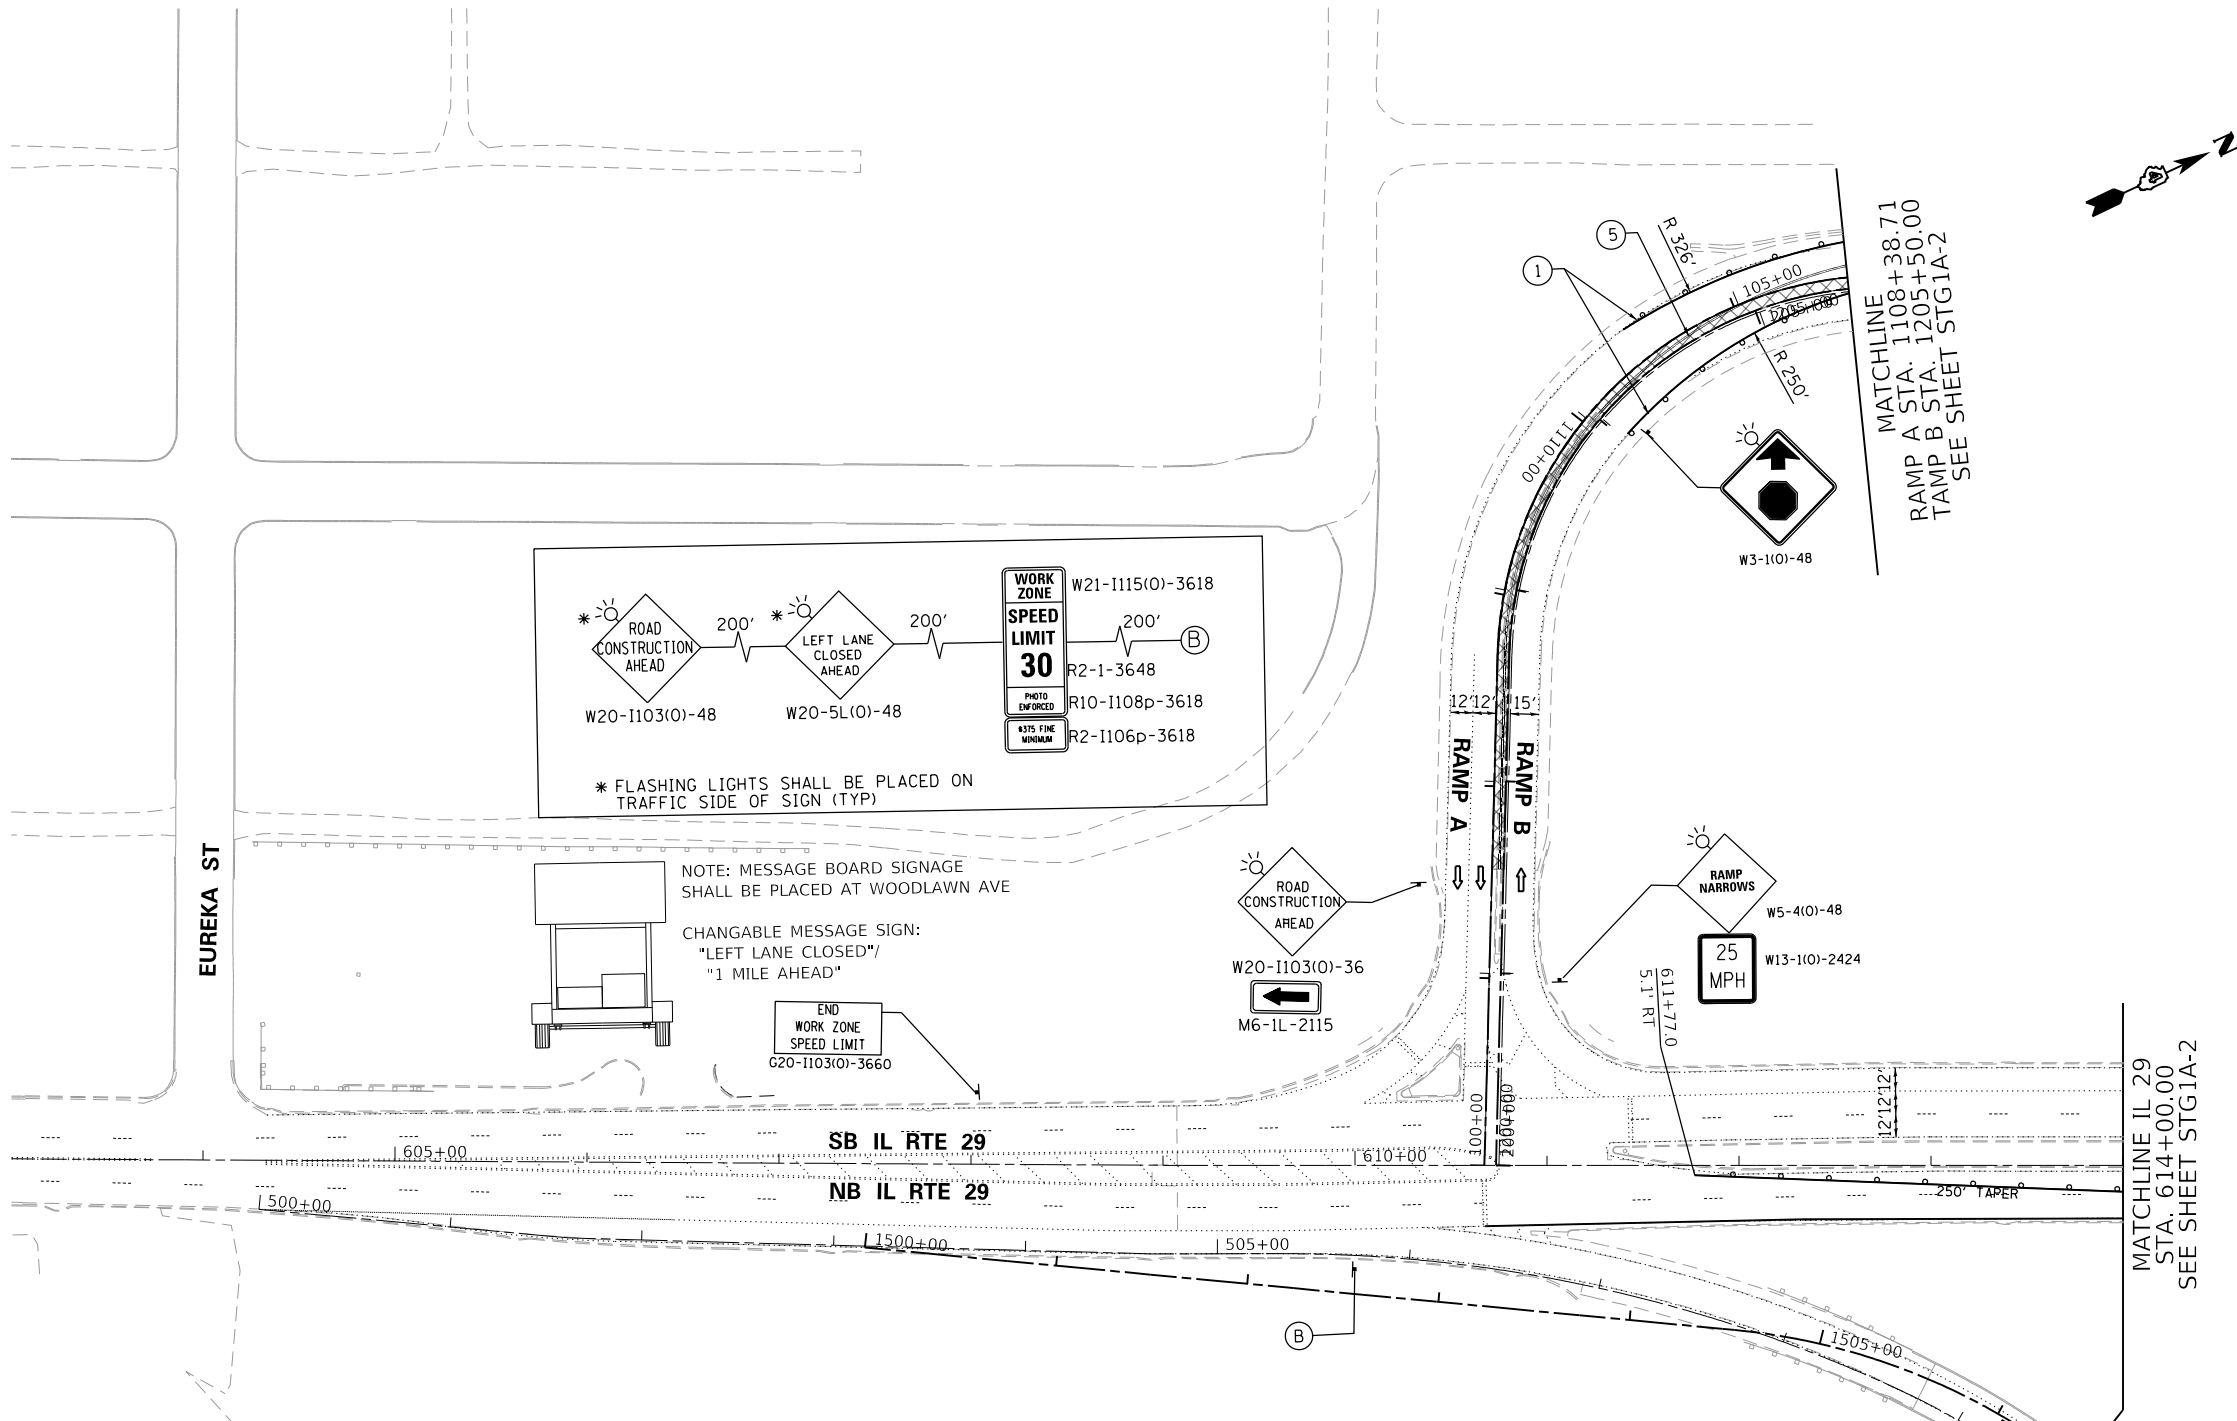 N
R 326'
5
1
105+00
R 250'
1110+00
MATCHLINE
RAMP A STA. 1108+38.71
TAMP B STA. 1205+50.00
SEE SHEET STG1A-2
W3-1(O)-48
WORK
ZONE
SPEED
LIMIT
30
PHOTO
ENFORCED
$375 FINE
MINIMUM
W21-I115(O)-3618
R2-1-3648
R10-I108p-3618
R2-I106p-3618
*
ROAD
CONSTRUCTION
AHEAD
W20-I103(O)-48
200'
*
LEFT LANE
CLOSED
AHEAD
W20-5L(O)-48
200'
200'
B
* FLASHING LIGHTS SHALL BE PLACED ON
TRAFFIC SIDE OF SIGN (TYP)
12'
12'
15'
RAMP A
RAMP B
EUREKA ST
NOTE: MESSAGE BOARD SIGNAGE
SHALL BE PLACED AT WOODLAWN AVE
CHANGABLE MESSAGE SIGN:
"LEFT LANE CLOSED"/
"1 MILE AHEAD"
END
WORK ZONE
SPEED LIMIT
G20-I103(O)-3660
ROAD
CONSTRUCTION
AHEAD
W20-I103(O)-36
M6-1L-2115
RAMP
NARROWS
W5-4(O)-48
25
MPH
W13-1(O)-2424
611+77.0
5.1' RT
12'
12'
12'
100+00
200+00
SB IL RTE 29
605+00
610+00
NB IL RTE 29
250' TAPER
500+00
1500+00
505+00
1505+00
B
MATCHLINE IL 29
STA. 614+00.00
SEE SHEET STG1A-2